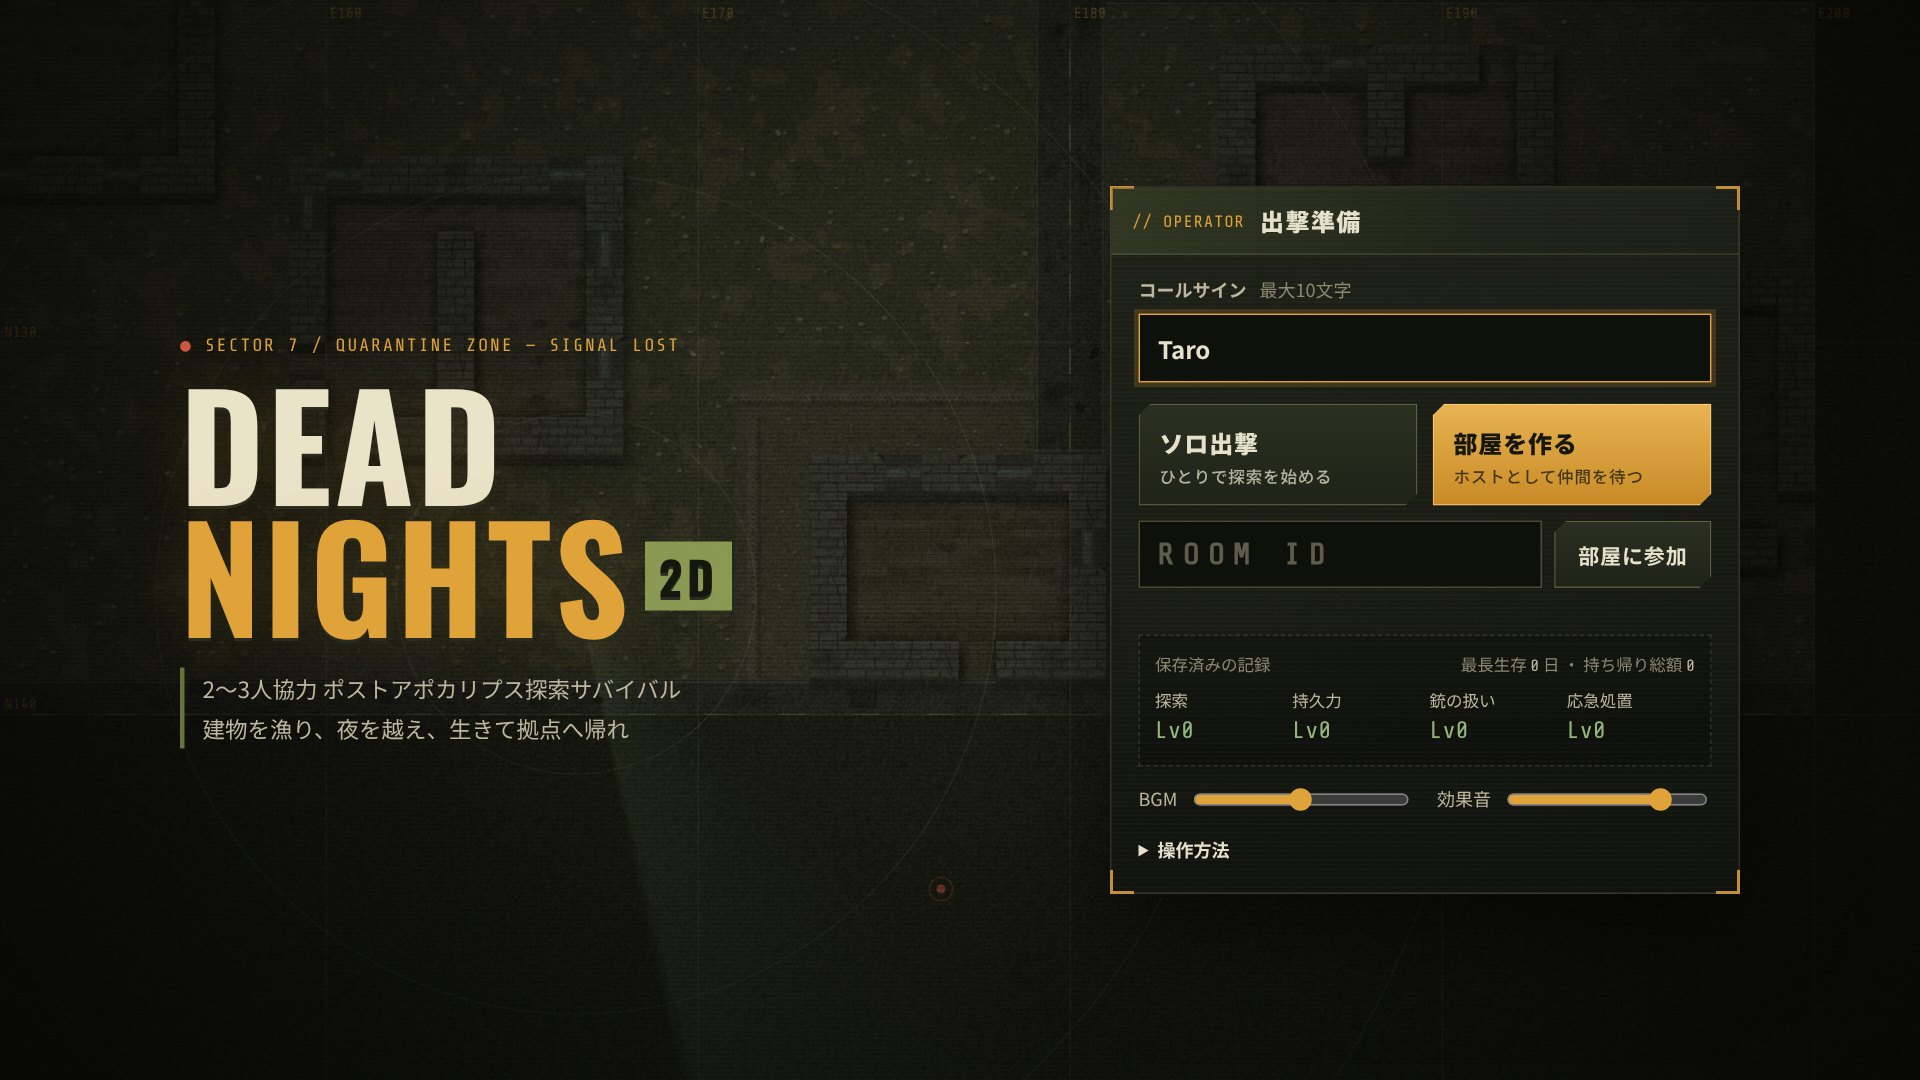 E160
E170
E180
E190
E200
N130
N140
SECTOR 7 / QUARANTINE ZONE — SIGNAL LOST
DEAD
NIGHTS
2D
2〜3人協力 ポストアポカリプス探索サバイバル
建物を漁り、夜を越え、生きて拠点へ帰れ
// OPERATOR 出撃準備
コールサイン 最大10文字
Taro
ソロ出撃
ひとりで探索を始める
部屋を作る
ホストとして仲間を待つ
ROOM ID
部屋に参加
保存済みの記録
最長生存 0 日 ・ 持ち帰り総額 0
探索
Lv0
持久力
Lv0
銃の扱い
Lv0
応急処置
Lv0
BGM
効果音
▶ 操作方法